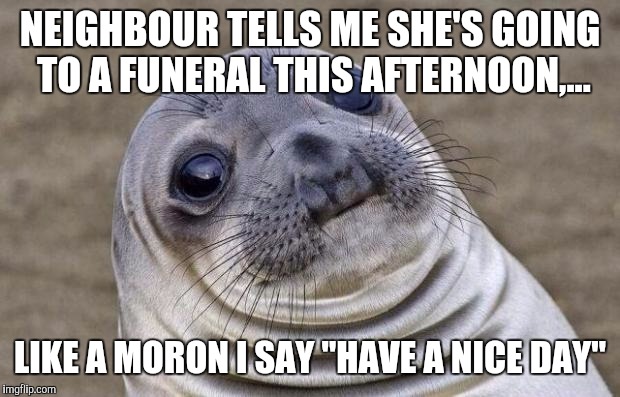 NEIGHBOUR TELLS ME SHE'S GOING
TO A FUNERAL THIS AFTERNOON,...
LIKE A MORON I SAY "HAVE A NICE DAY"
imgflip.com